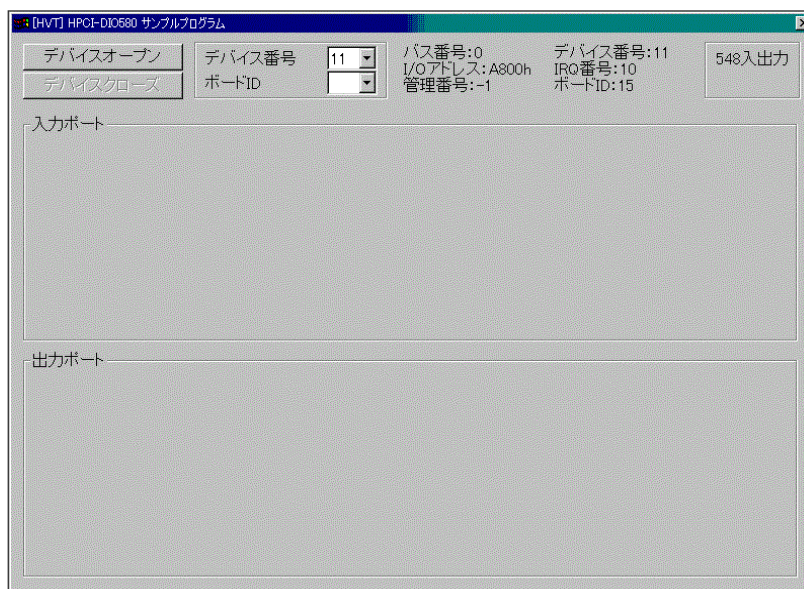 [HVT] HPCI-DIO580 サンプルプログラム
デバイスオープン
デバイスクローズ
デバイス番号 11
ボードID
バス番号:0
I/Oアドレス:A800h
管理番号:-1
デバイス番号:11
IRQ番号:10
ボードID:15
548入出力
入力ポート
出力ポート